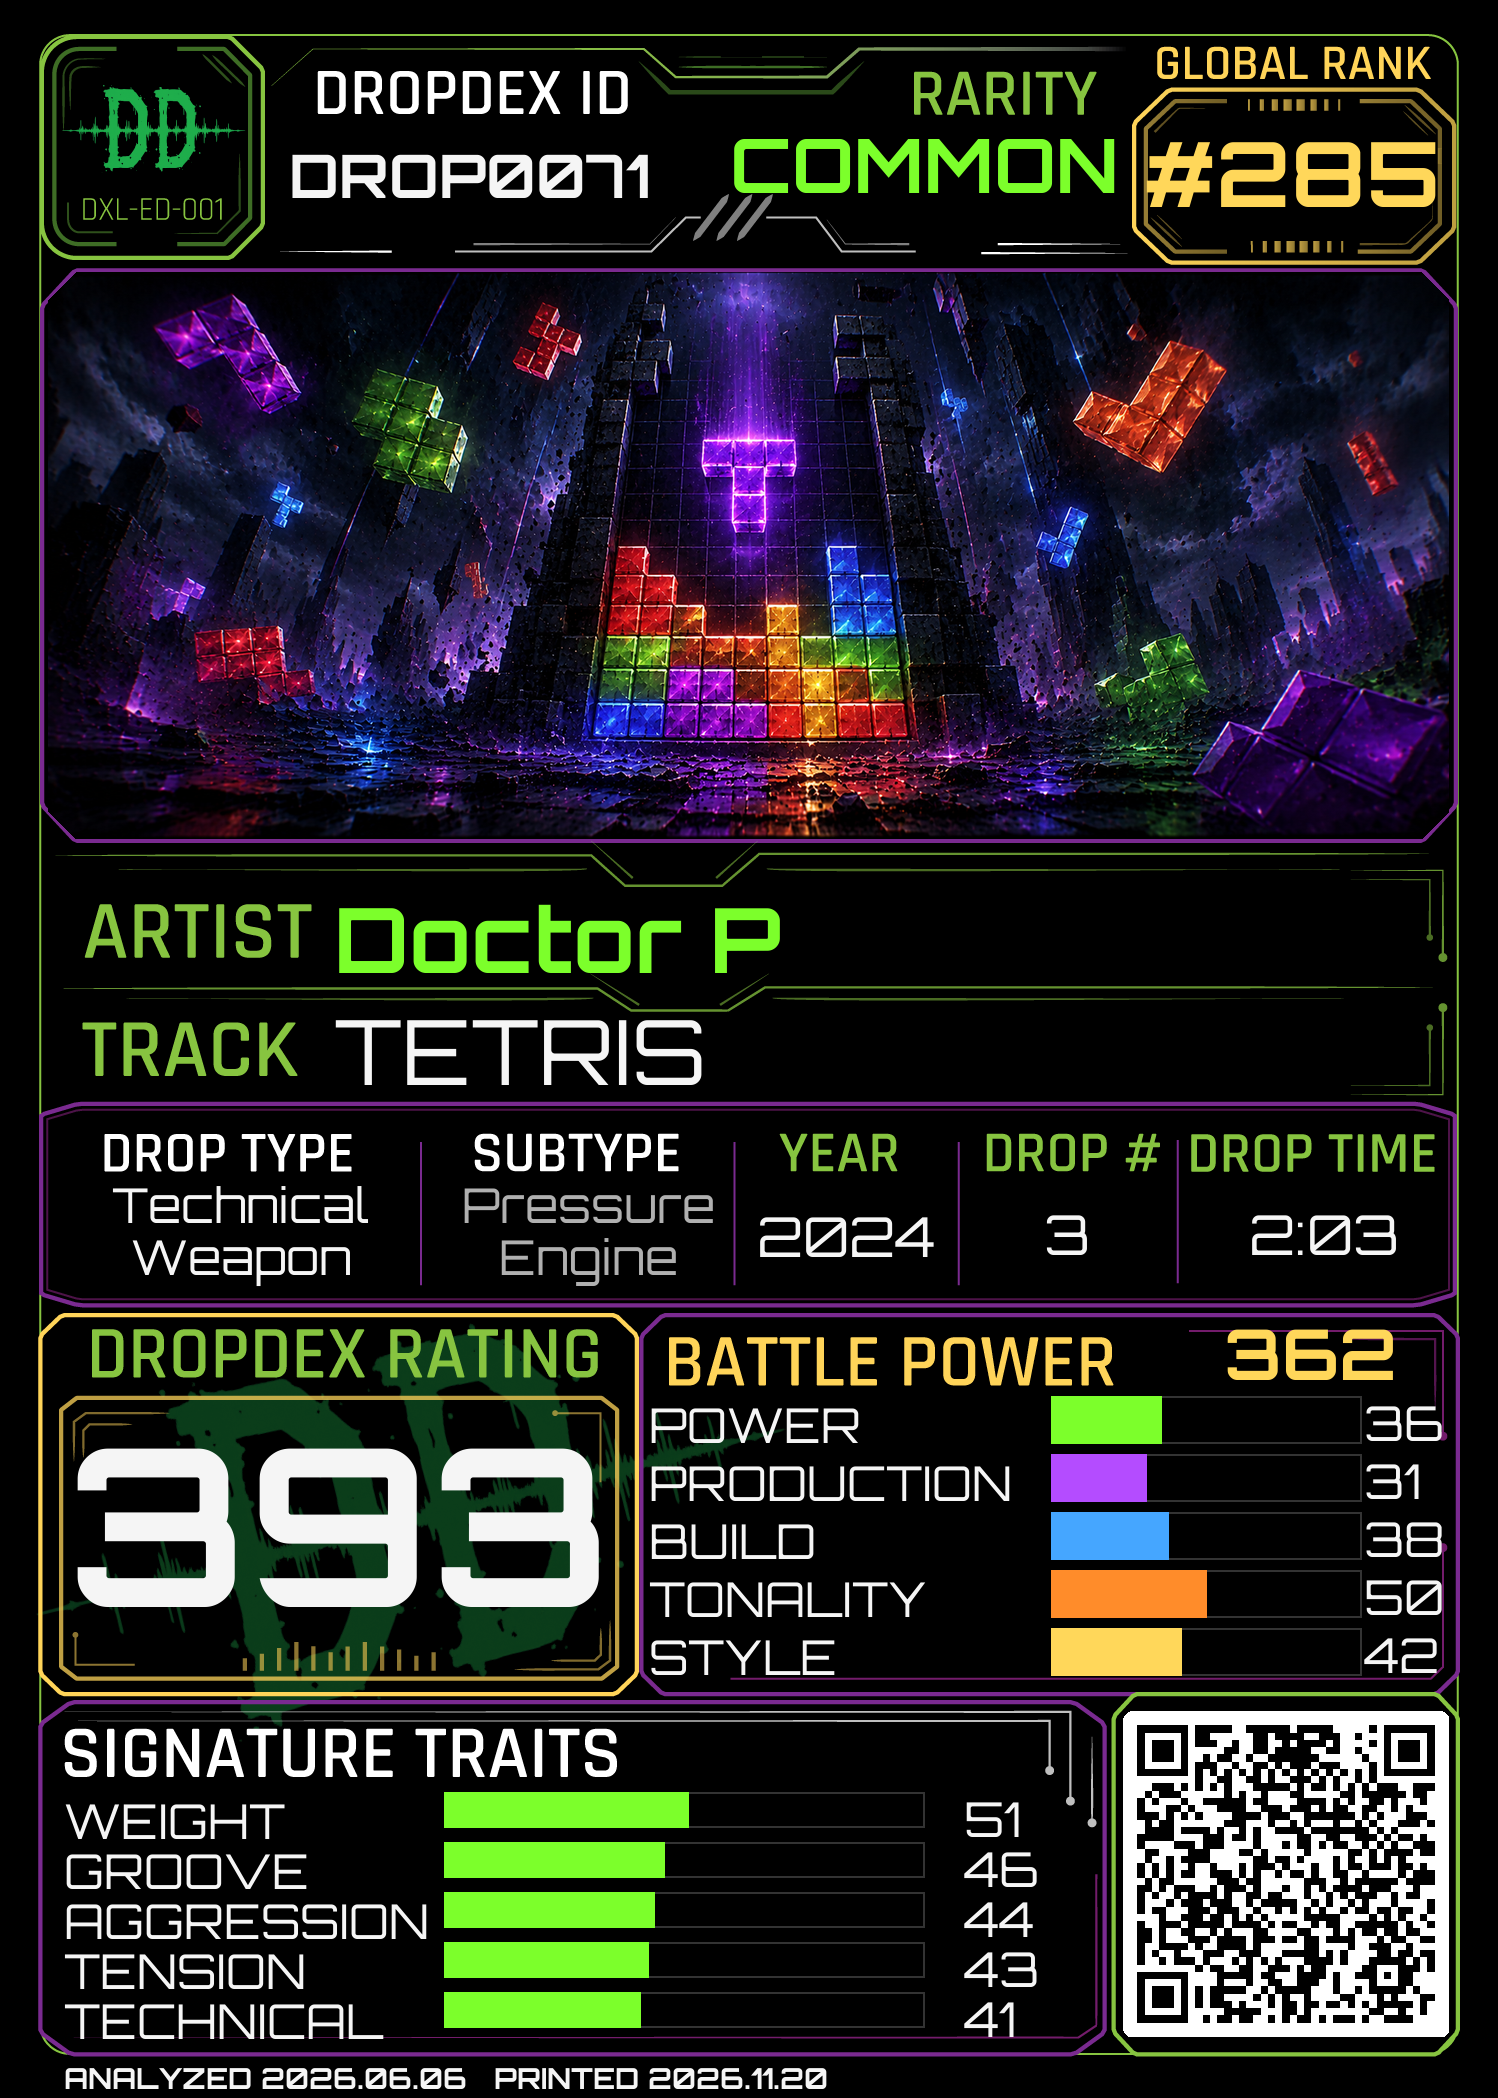 DD
DXL-ED-001
DROPDEX ID
DROP0071
RARITY
COMMON
GLOBAL RANK
#285
ARTIST Doctor P
TRACK TETRIS
DROP TYPE
Technical
Weapon
SUBTYPE
Pressure
Engine
YEAR
2024
DROP #
3
DROP TIME
2:03
DROPDEX RATING
393
BATTLE POWER 362
POWER 36
PRODUCTION 31
BUILD 38
TONALITY 50
STYLE 42
SIGNATURE TRAITS
WEIGHT 51
GROOVE 46
AGGRESSION 44
TENSION 43
TECHNICAL 41
ANALYZED 2026.06.06 PRINTED 2026.11.20